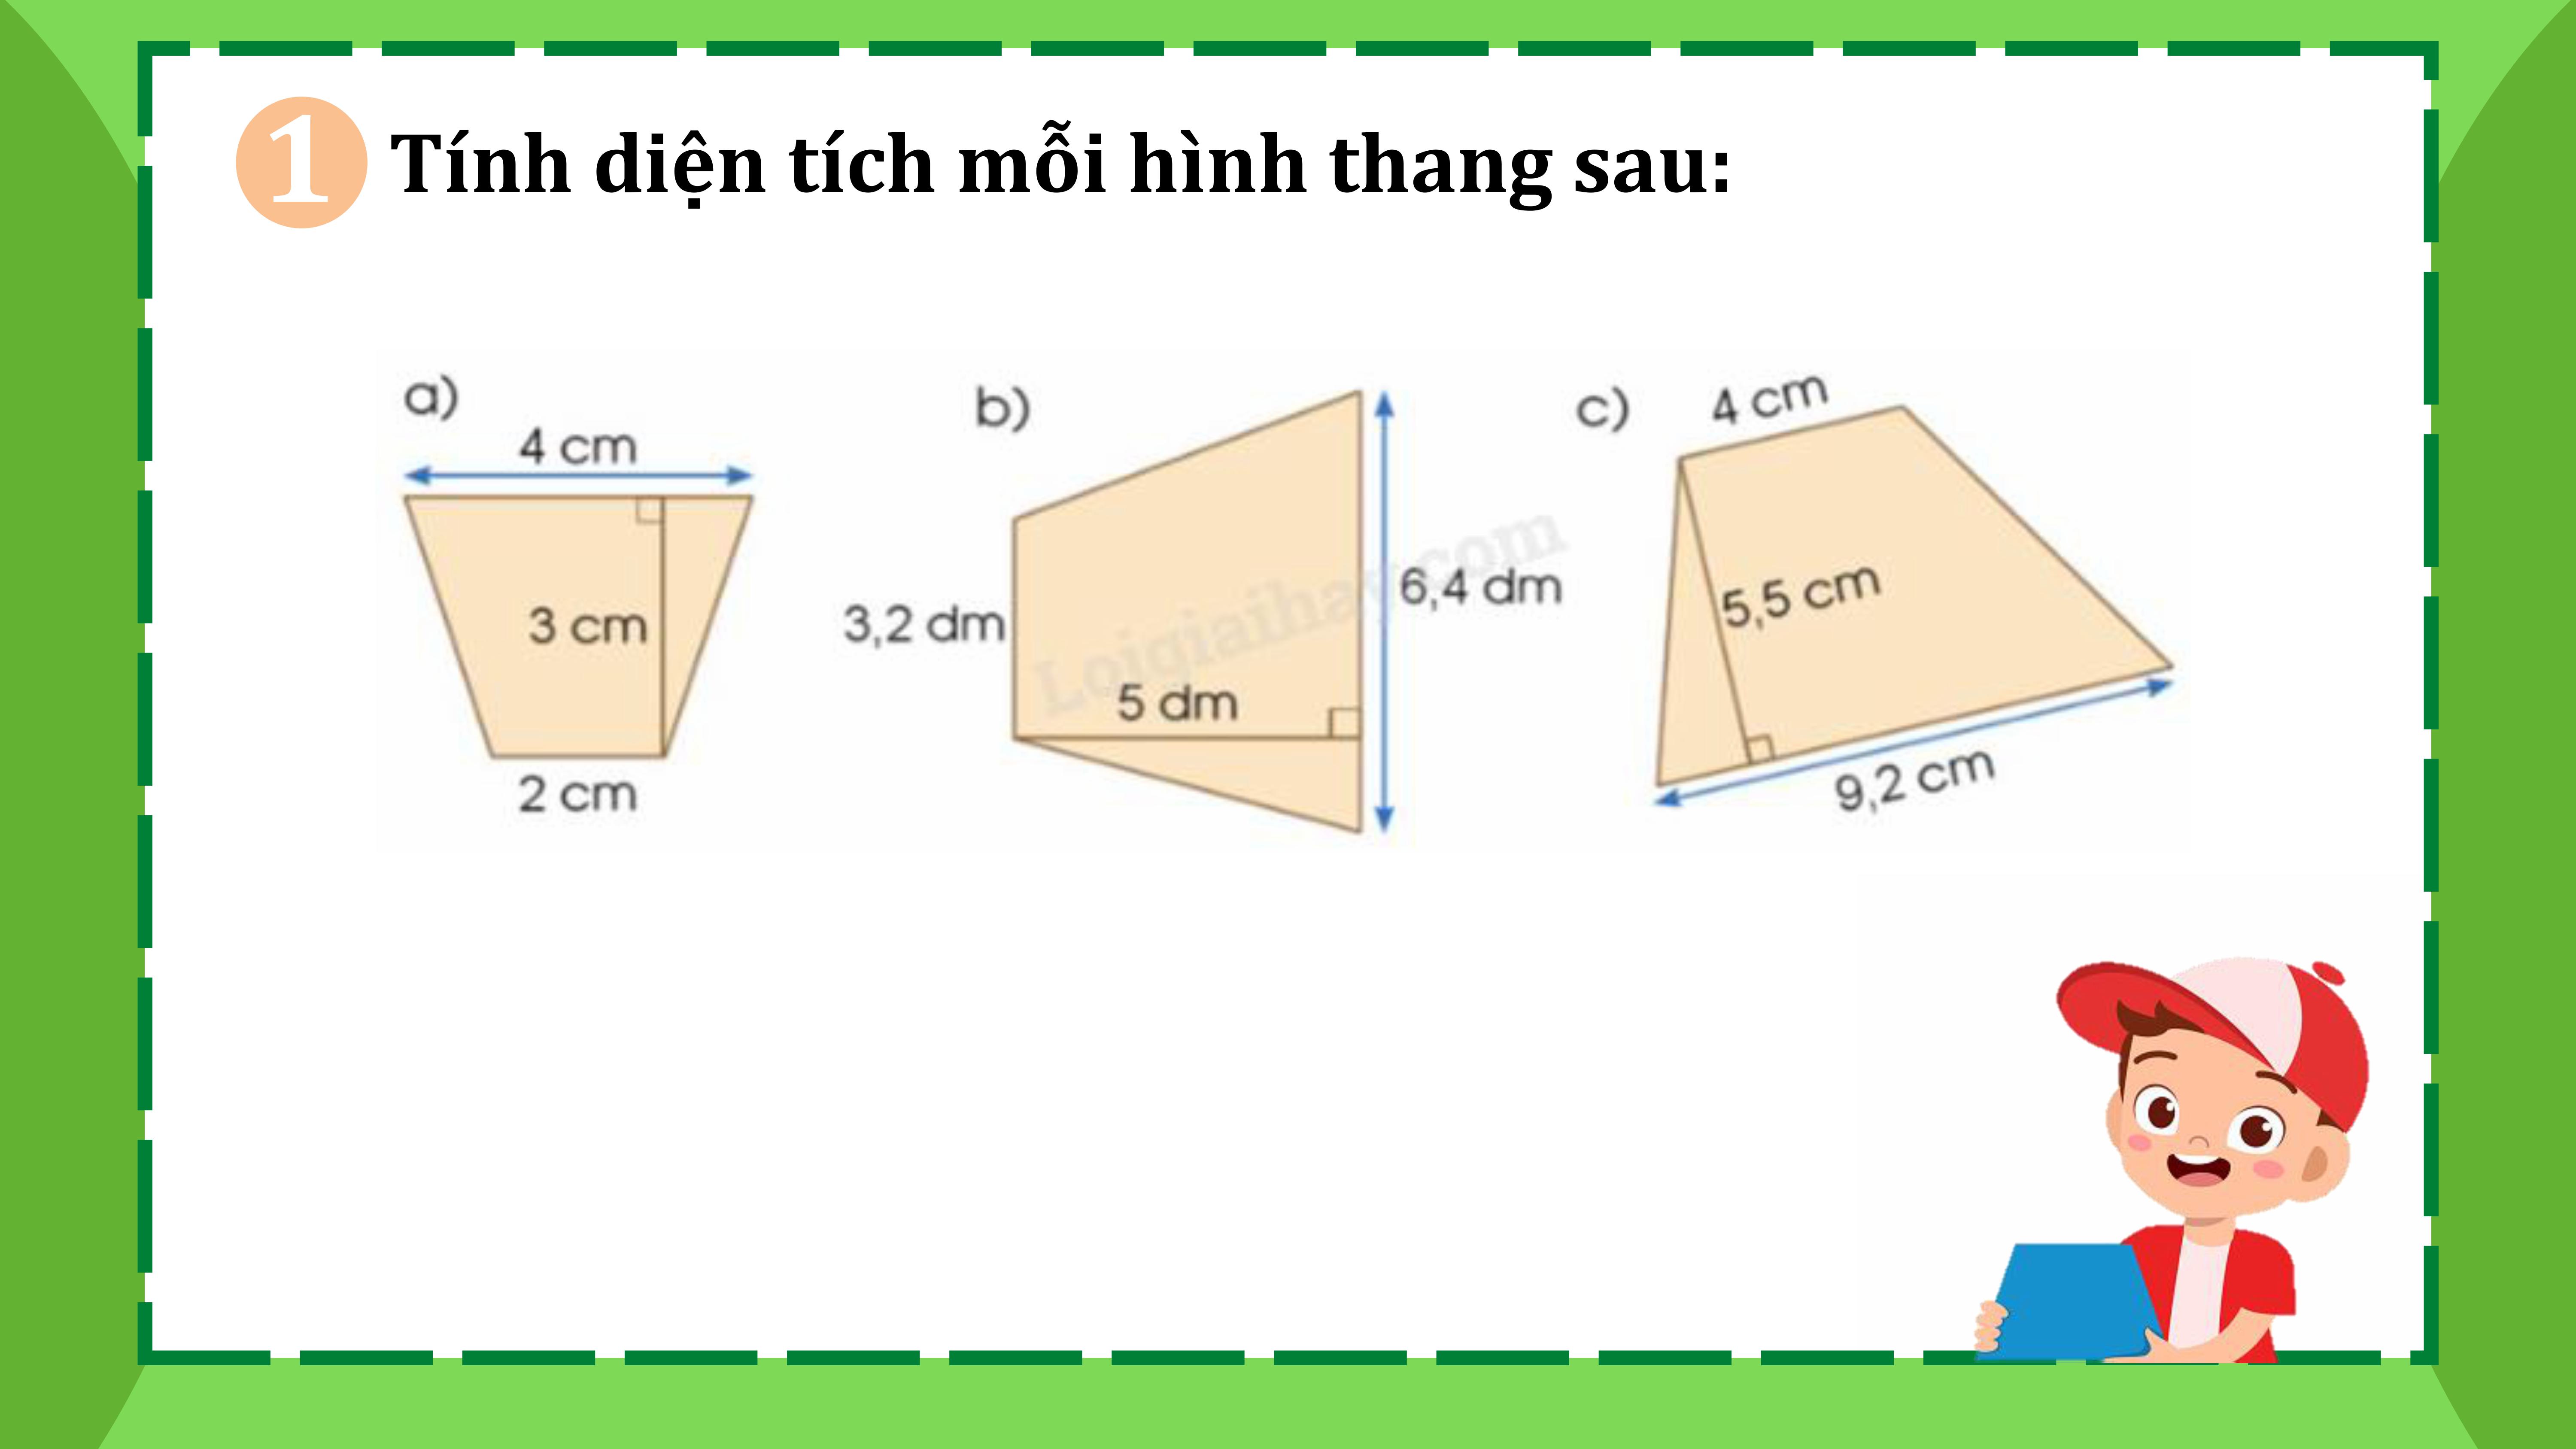 1 Tính diện tích mỗi hình thang sau:
a)
4 cm
3 cm
2 cm
b)
3,2 dm
5 dm
6,4 dm
c)
4 cm
5,5 cm
9,2 cm
Loigiaihay.com